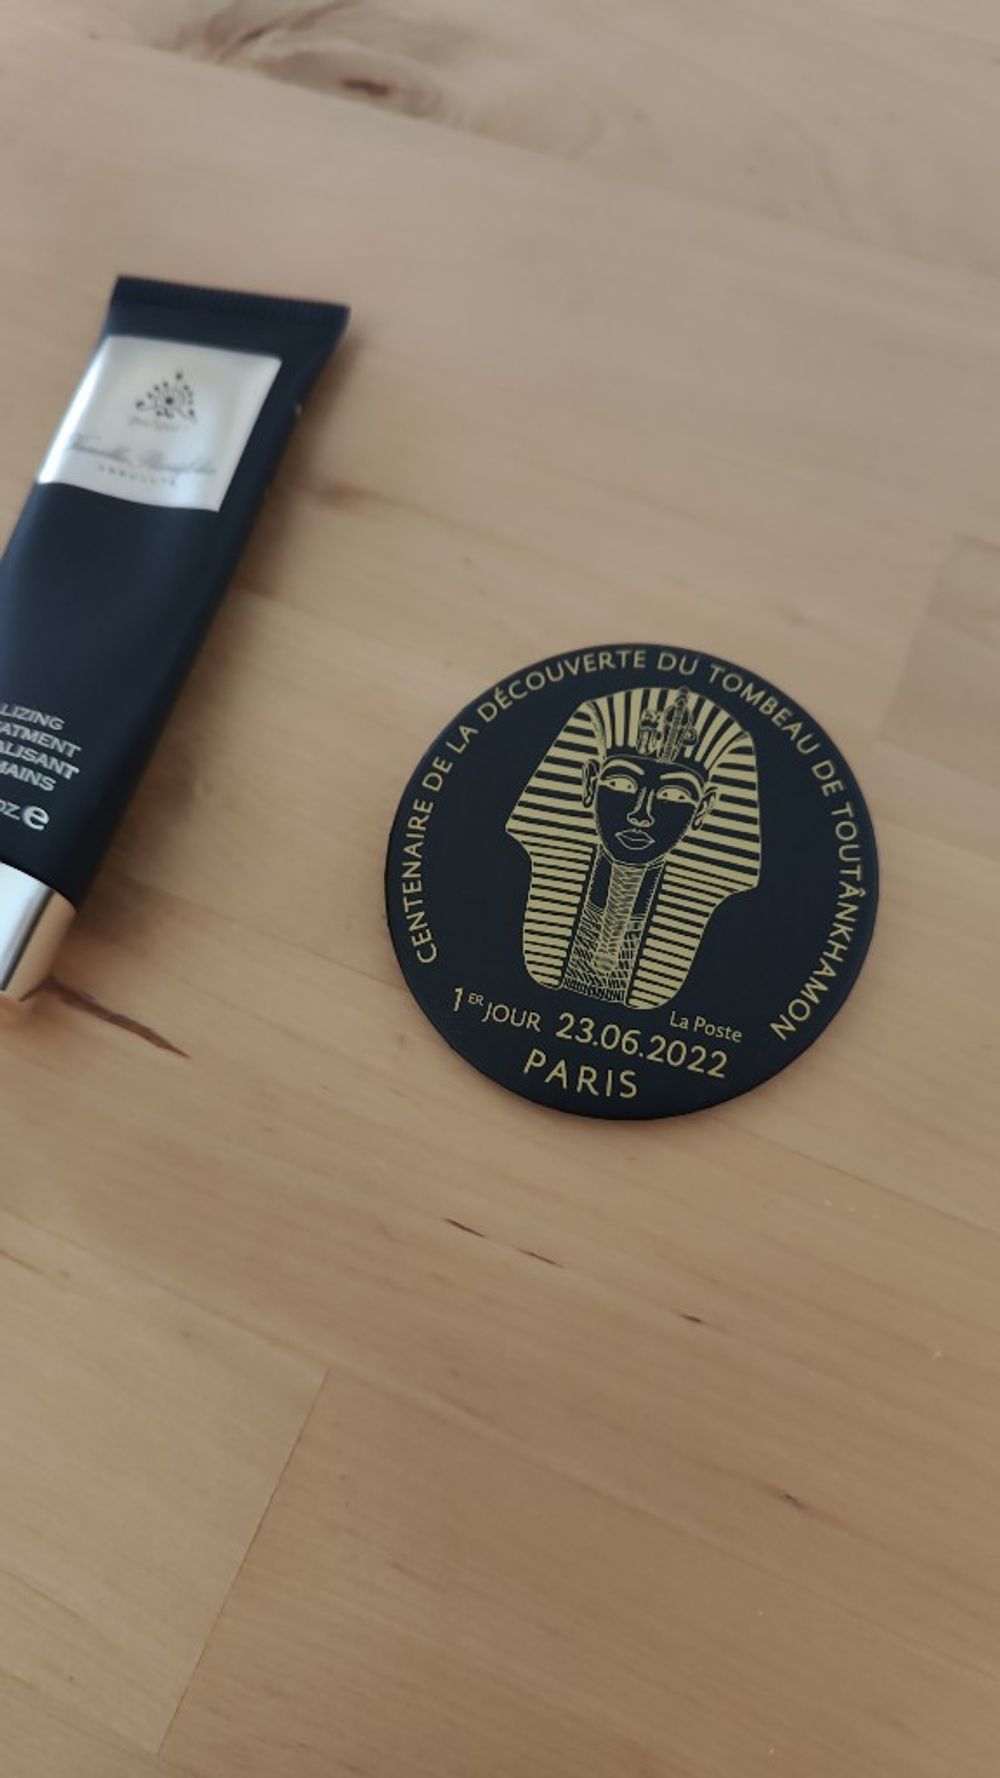 LIZING
ATMENT
ALISANT
MAINS
OZ e
CENTENAIRE DE LA DÉCOUVERTE DU TOMBEAU DE TOUTÂNKHAMON
La Poste
1ER JOUR 23.06.2022
PARIS